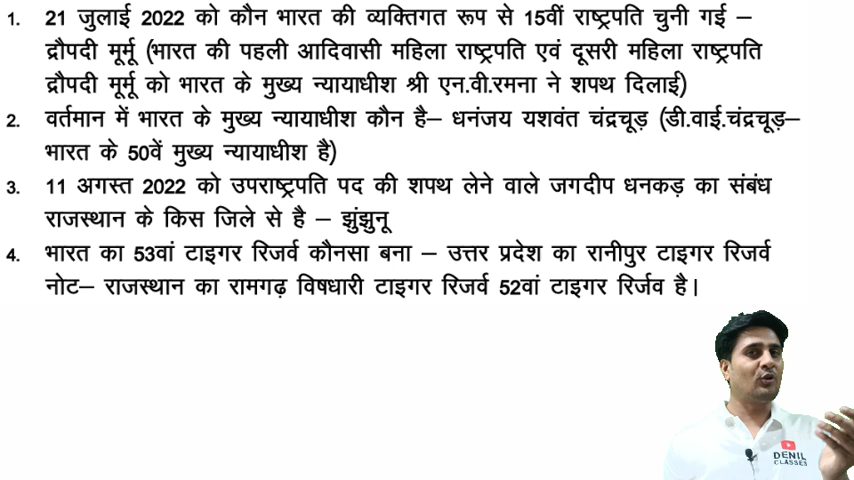 1. 21 जुलाई 2022 को कौन भारत की व्यक्तिगत रूप से 15वीं राष्ट्रपति चुनी गई –
द्रौपदी मूर्मू (भारत की पहली आदिवासी महिला राष्ट्रपति एवं दूसरी महिला राष्ट्रपति
द्रौपदी मूर्मू को भारत के मुख्य न्यायाधीश श्री एन.वी.रमना ने शपथ दिलाई)
2. वर्तमान में भारत के मुख्य न्यायाधीश कौन है– धनंजय यशवंत चंद्रचूड़ (डी.वाई.चंद्रचूड़–
भारत के 50वें मुख्य न्यायाधीश है)
3. 11 अगस्त 2022 को उपराष्ट्रपति पद की शपथ लेने वाले जगदीप धनकड़ का संबंध
राजस्थान के किस जिले से है – झुंझुनू
4. भारत का 53वां टाइगर रिजर्व कौनसा बना – उत्तर प्रदेश का रानीपुर टाइगर रिजर्व
नोट– राजस्थान का रामगढ़ विषधारी टाइगर रिजर्व 52वां टाइगर रिर्जव है।
DENIL
CLASSES